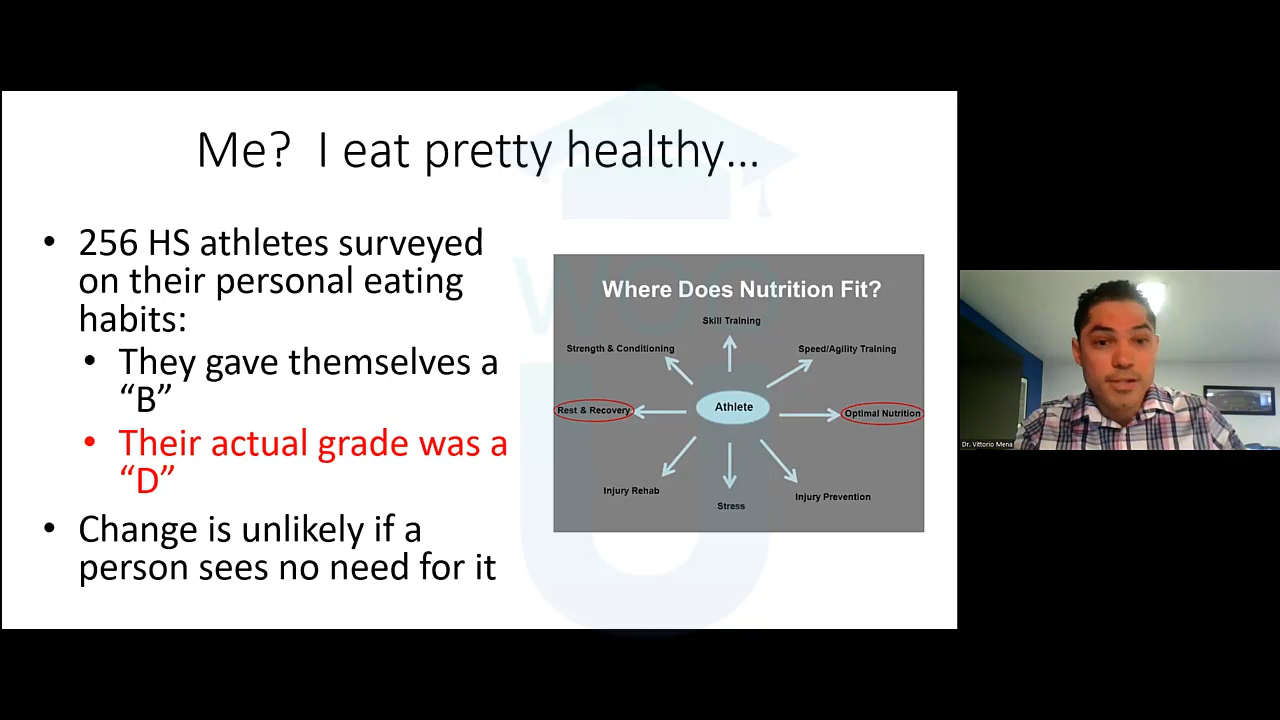 Me? I eat pretty healthy…
• 256 HS athletes surveyed
on their personal eating
habits:
• They gave themselves a
“B”
• Their actual grade was a
“D”
• Change is unlikely if a
person sees no need for it
WOO
U
Where Does Nutrition Fit?
Skill Training
Strength & Conditioning
Speed/Agility Training
Rest & Recovery
Athlete
Optimal Nutrition
Injury Rehab
Stress
Injury Prevention
Dr. Vittorio Mena